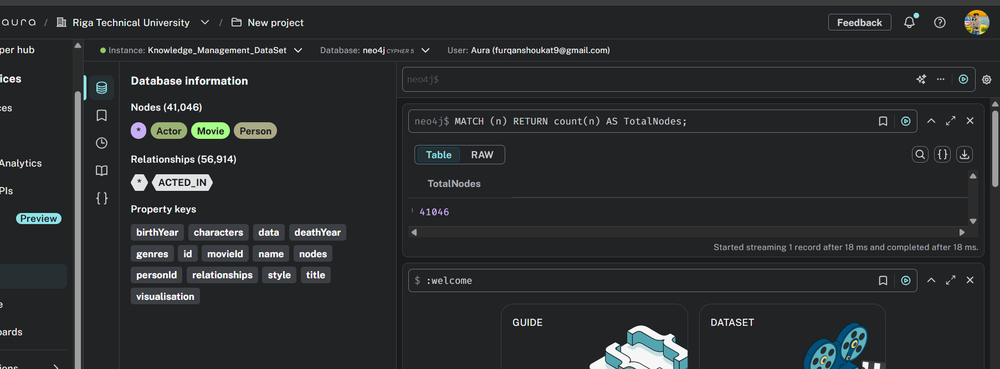 aura / Riga Technical University / New project Feedback
per hub
Instance: Knowledge_Management_DataSet Database: neo4j CYPHER 5 User: Aura (furqanshoukat9@gmail.com)
ices
ces
Analytics
PIs
Preview
e
oards
ions
Database information
Nodes (41,046)
* Actor Movie Person
Relationships (56,914)
* ACTED_IN
Property keys
birthYear characters data deathYear
genres id movieId name nodes
personId relationships style title
visualisation
neo4j$
neo4j$ MATCH (n) RETURN count(n) AS TotalNodes;
Table RAW
TotalNodes
1 41046
Started streaming 1 record after 18 ms and completed after 18 ms.
$ :welcome
GUIDE DATASET